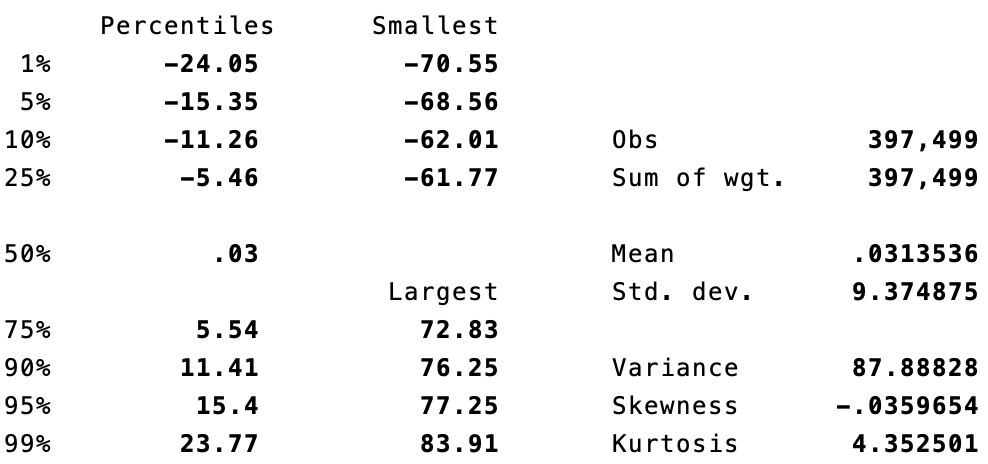 Percentiles Smallest
1% -24.05 -70.55
5% -15.35 -68.56
10% -11.26 -62.01 Obs 397,499
25% -5.46 -61.77 Sum of wgt. 397,499
50% .03 Mean .0313536
Largest Std. dev. 9.374875
75% 5.54 72.83
90% 11.41 76.25 Variance 87.88828
95% 15.4 77.25 Skewness -.0359654
99% 23.77 83.91 Kurtosis 4.352501